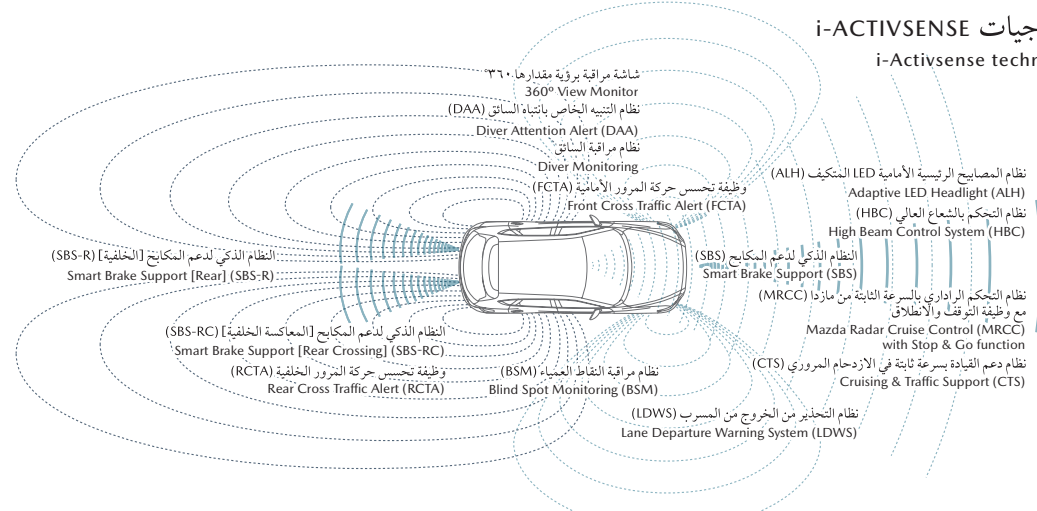 جيات i-ACTIVSENSE
i-Activsense techn
شاشة مراقبة برؤية مقدارها ٣٦٠°
360º View Monitor
نظام التنبيه الخاص بانتباه السائق (DAA)
Diver Attention Alert (DAA)
نظام مراقبة السائق
Diver Monitoring
وظيفة تحسس حركة المرور الأمامية (FCTA)
Front Cross Traffic Alert (FCTA)
نظام المصابيح الرئيسية الأمامية LED المتكيف (ALH)
Adaptive LED Headlight (ALH)
نظام التحكم بالشعاع العالي (HBC)
High Beam Control System (HBC)
النظام الذكي لدعم المكابح (SBS)
Smart Brake Support (SBS)
النظام الذكي لدعم المكابح [الخلفية] (SBS-R)
Smart Brake Support [Rear] (SBS-R)
نظام التحكم الراداري بالسرعة الثابتة من مازدا (MRCC)
مع وظيفة التوقف والانطلاق
Mazda Radar Cruise Control (MRCC)
with Stop & Go function
النظام الذكي لدعم المكابح [المعاكسة الخلفية] (SBS-RC)
Smart Brake Support [Rear Crossing] (SBS-RC)
وظيفة تحسس حركة المرور الخلفية (RCTA)
Rear Cross Traffic Alert (RCTA)
نظام مراقبة النقاط العمياء (BSM)
Blind Spot Monitoring (BSM)
نظام دعم القيادة بسرعة ثابتة في الازدحام المروري (CTS)
Cruising & Traffic Support (CTS)
نظام التحذير من الخروج من المسرب (LDWS)
Lane Departure Warning System (LDWS)